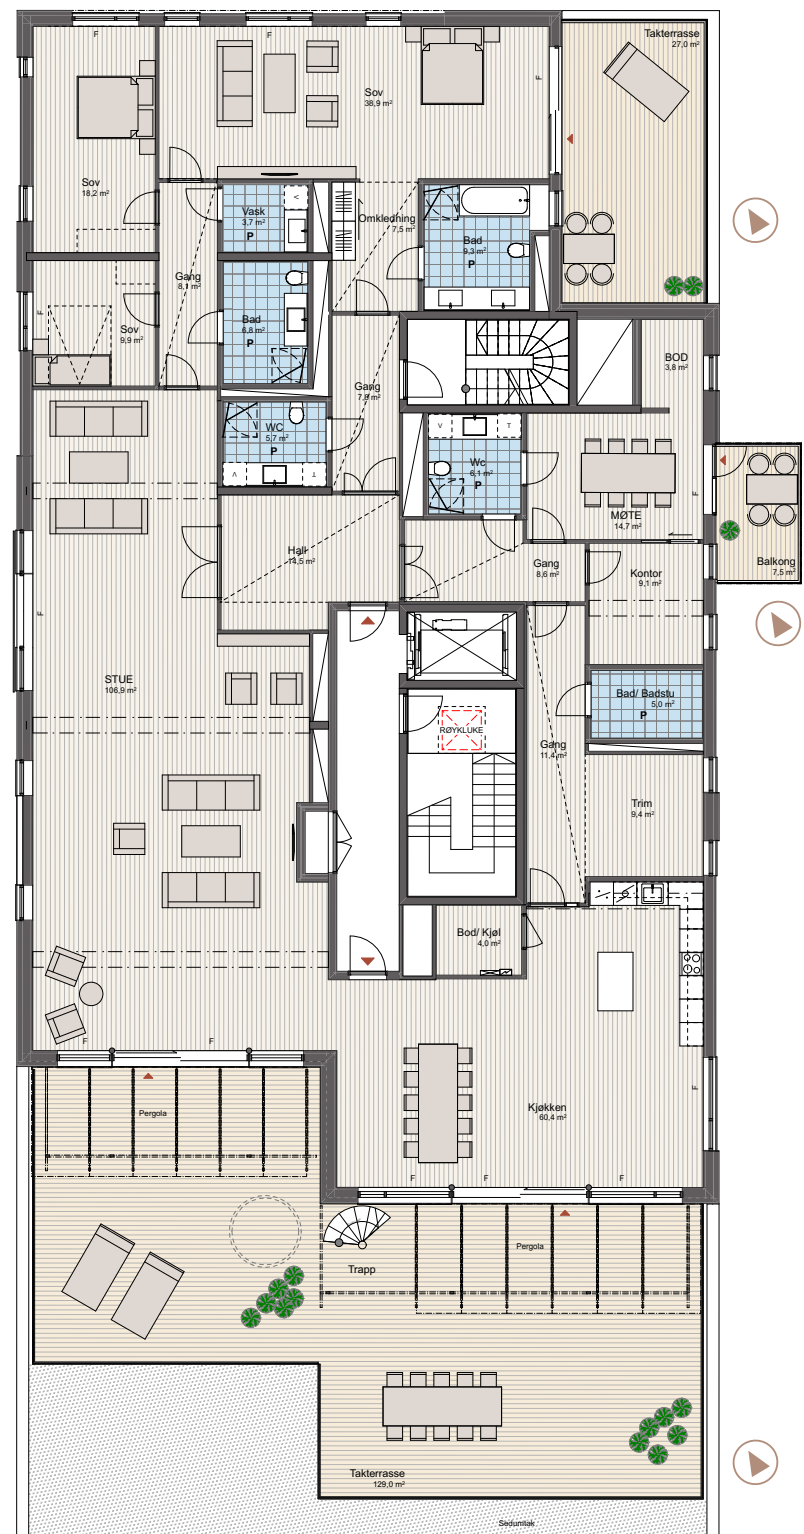 F
F
Takterrasse
27,0 m²
F
Sov
38,9 m²
Sov
18,2 m²
Vask
3,7 m²
P
V
Omkledning
7,5 m²
Bad
9,3 m²
P
Gang
8,1 m²
F
Sov
9,9 m²
Bad
6,8 m²
P
BOD
3,8 m²
Gang
7,8 m²
WC
5,7 m²
P
V
T
V
T
Wc
6,1 m²
P
F
MØTE
14,7 m²
Balkong
7,5 m²
Hall
14,5 m²
Gang
8,6 m²
Kontor
9,1 m²
F
STUE
106,9 m²
Bad/ Badstu
5,0 m²
P
RØYKLUKE
Gang
11,4 m²
Trim
9,4 m²
Bod/ Kjøl
4,0 m²
F
F
F
Pergola
Kjøkken
60,4 m²
F
F
F
Pergola
Trapp
Takterrasse
129,0 m²
Sedumtak